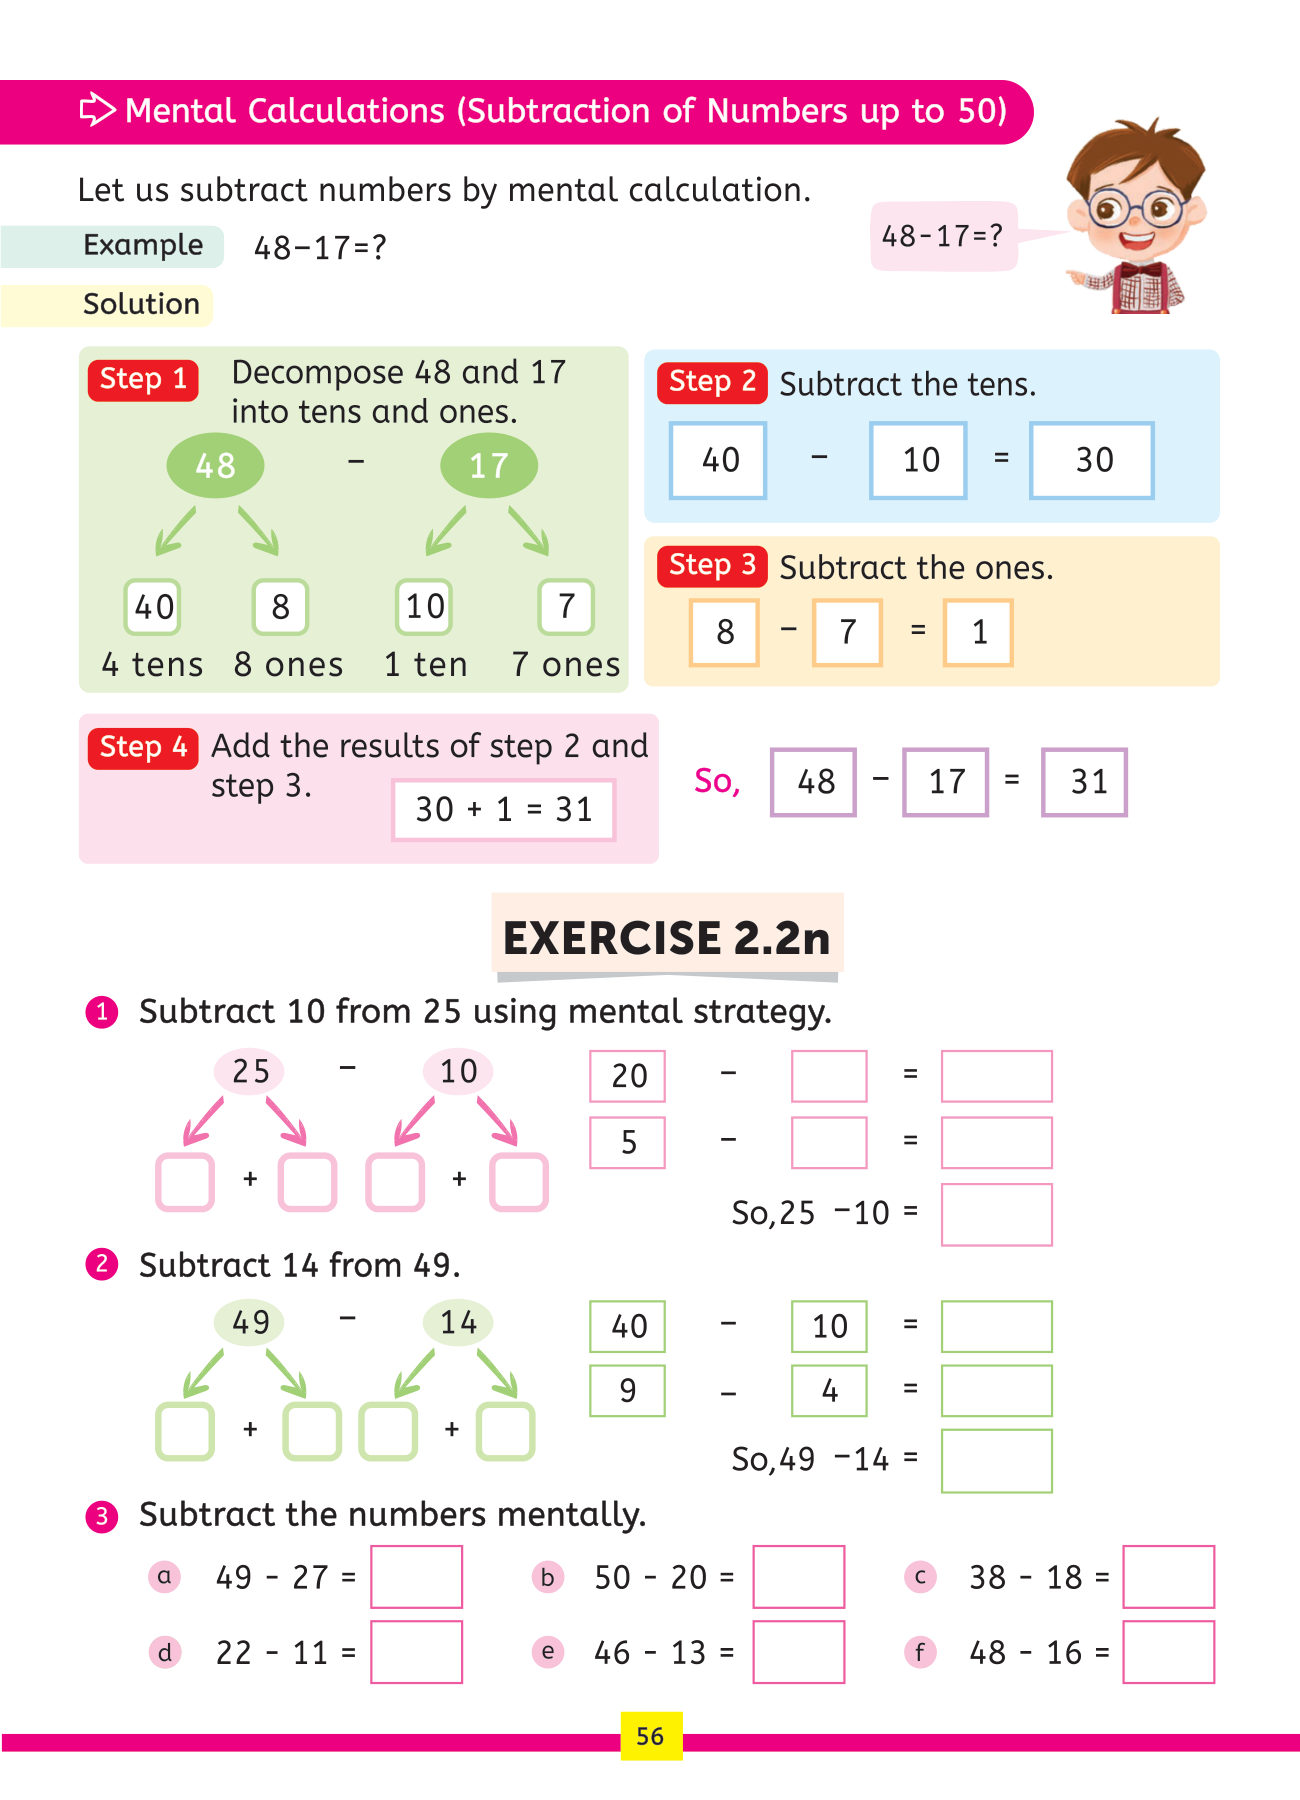 Mental Calculations (Subtraction of Numbers up to 50)
Let us subtract numbers by mental calculation.
Example 48–17=?
48-17=?
Solution
Step 1 Decompose 48 and 17
into tens and ones.
48 – 17
40 8 10 7
4 tens 8 ones 1 ten 7 ones
Step 2 Subtract the tens.
40 – 10 = 30
Step 3 Subtract the ones.
8 – 7 = 1
Step 4 Add the results of step 2 and
step 3.
30 + 1 = 31
So, 48 – 17 = 31
EXERCISE 2.2n
1 Subtract 10 from 25 using mental strategy.
25 – 10
+ +
20 – =
5 – =
So,25 –10 =
2 Subtract 14 from 49.
49 – 14
+ +
40 – 10 =
9 – 4 =
So,49 –14 =
3 Subtract the numbers mentally.
a 49 - 27 = b 50 - 20 = c 38 - 18 =
d 22 - 11 = e 46 - 13 = f 48 - 16 =
56